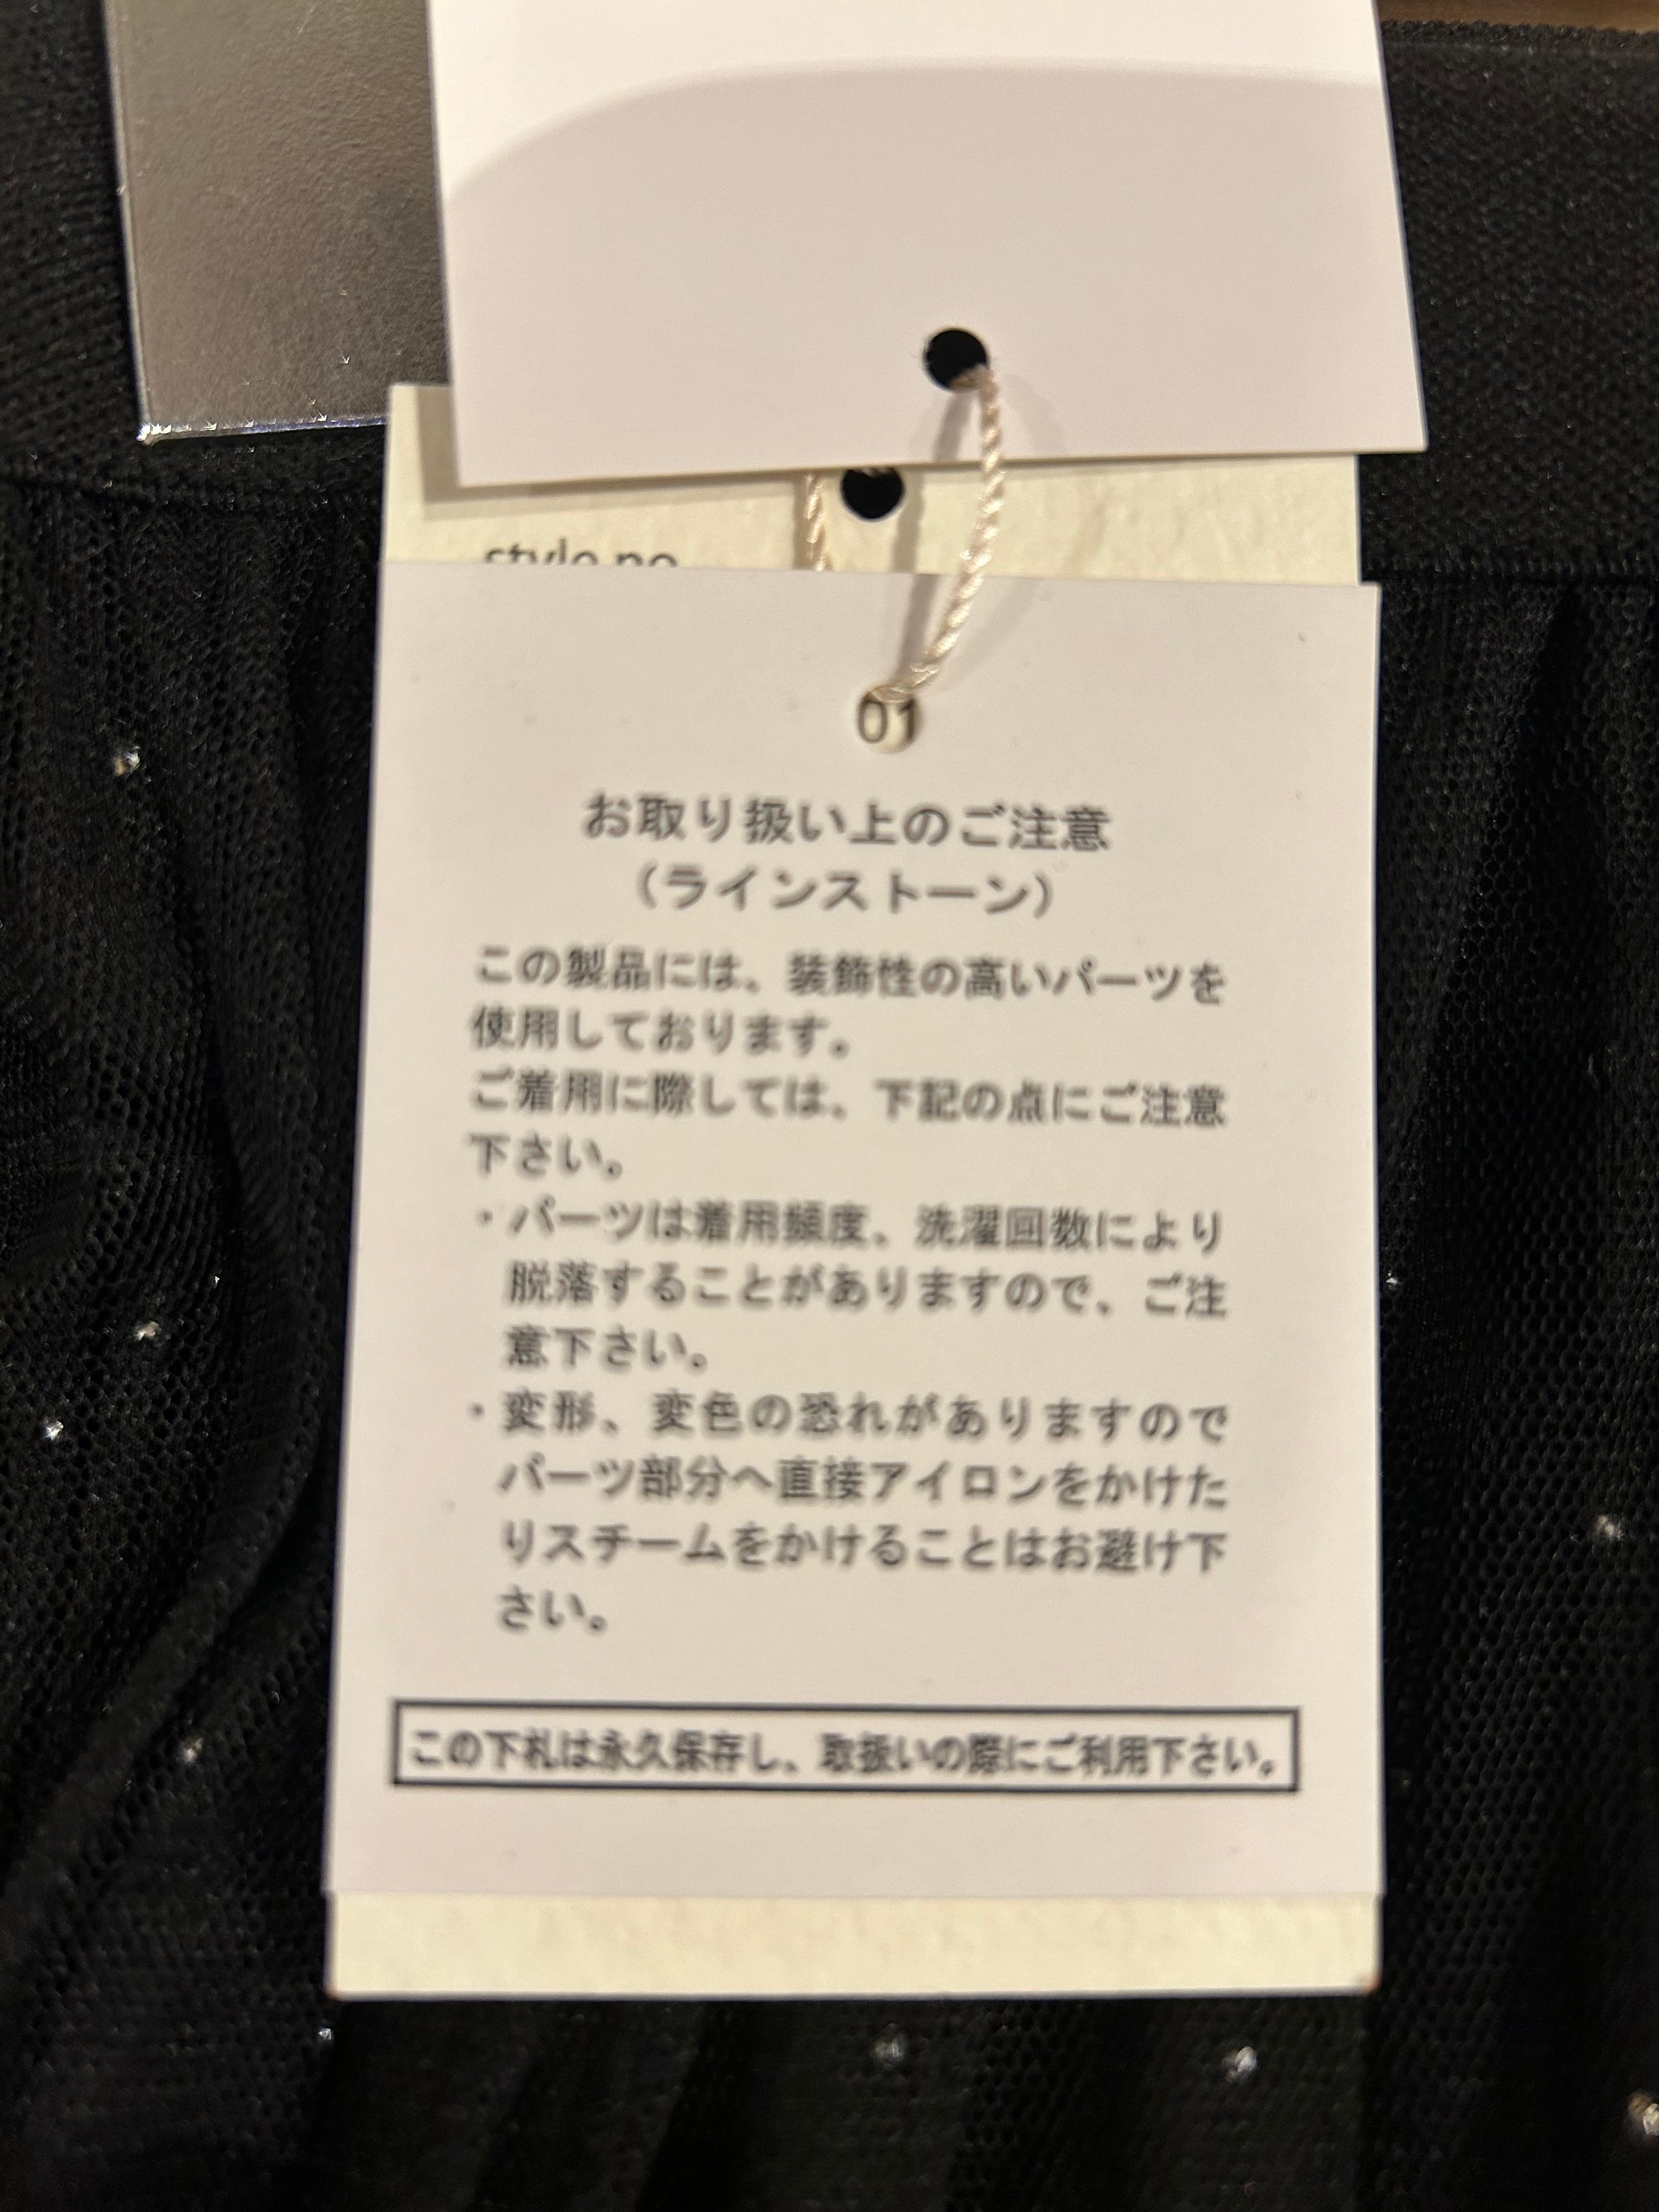 style no
01
お取り扱い上のご注意
（ラインストーン）
この製品には、装飾性の高いパーツを
使用しております。
ご着用に際しては、下記の点にご注意
下さい。
・パーツは着用頻度、洗濯回数により
脱落することがありますので、ご注
意下さい。
・変形、変色の恐れがありますので
パーツ部分へ直接アイロンをかけた
りスチームをかけることはお避け下
さい。
この下札は永久保存し、取扱いの際にご利用下さい。